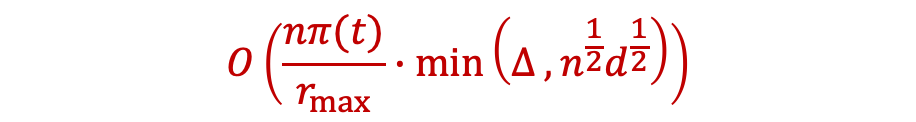 O(nπ(t)/r_max · min(Δ, n^{1/2}d^{1/2}))